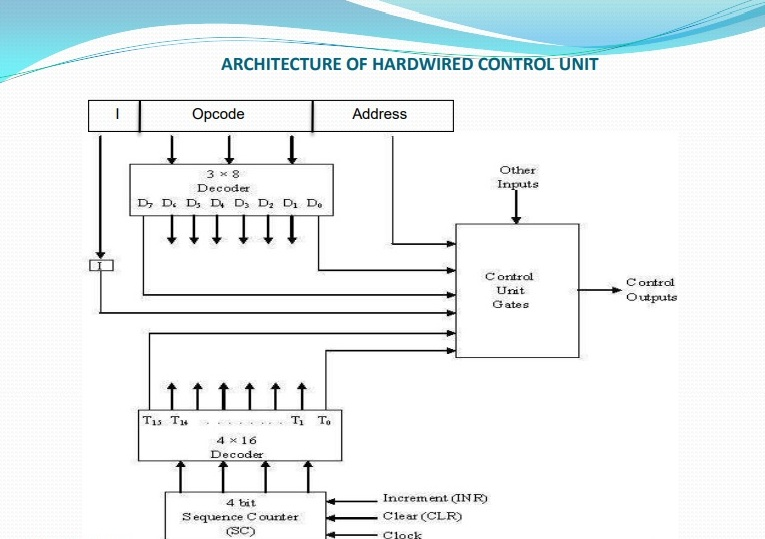 ARCHITECTURE OF HARDWIRED CONTROL UNIT
I Opcode Address
3 × 8
Decoder
D₇ D₆ D₅ D₄ D₃ D₂ D₁ D₀
Other
Inputs
I
Control
Unit
Gates
Control
Outputs
T₁₅ T₁₄ . . . . . . . . . T₁ T₀
4 × 16
Decoder
4 bit
Sequence Counter
(SC)
Increment (INR)
Clear (CLR)
Clock